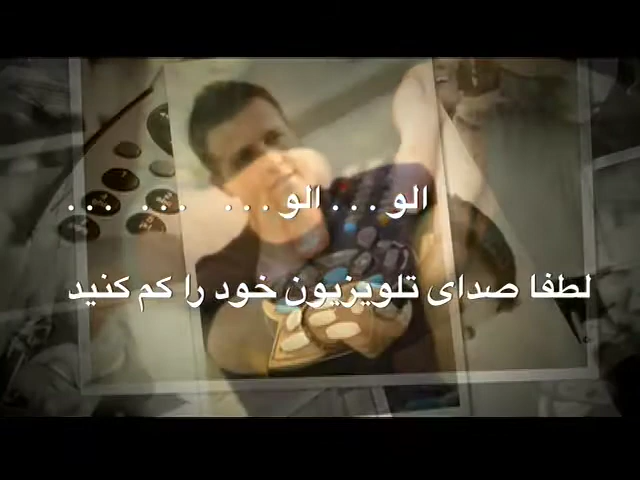 الو...الو... ... ...
لطفا صدای تلویزیون خود را کم کنید